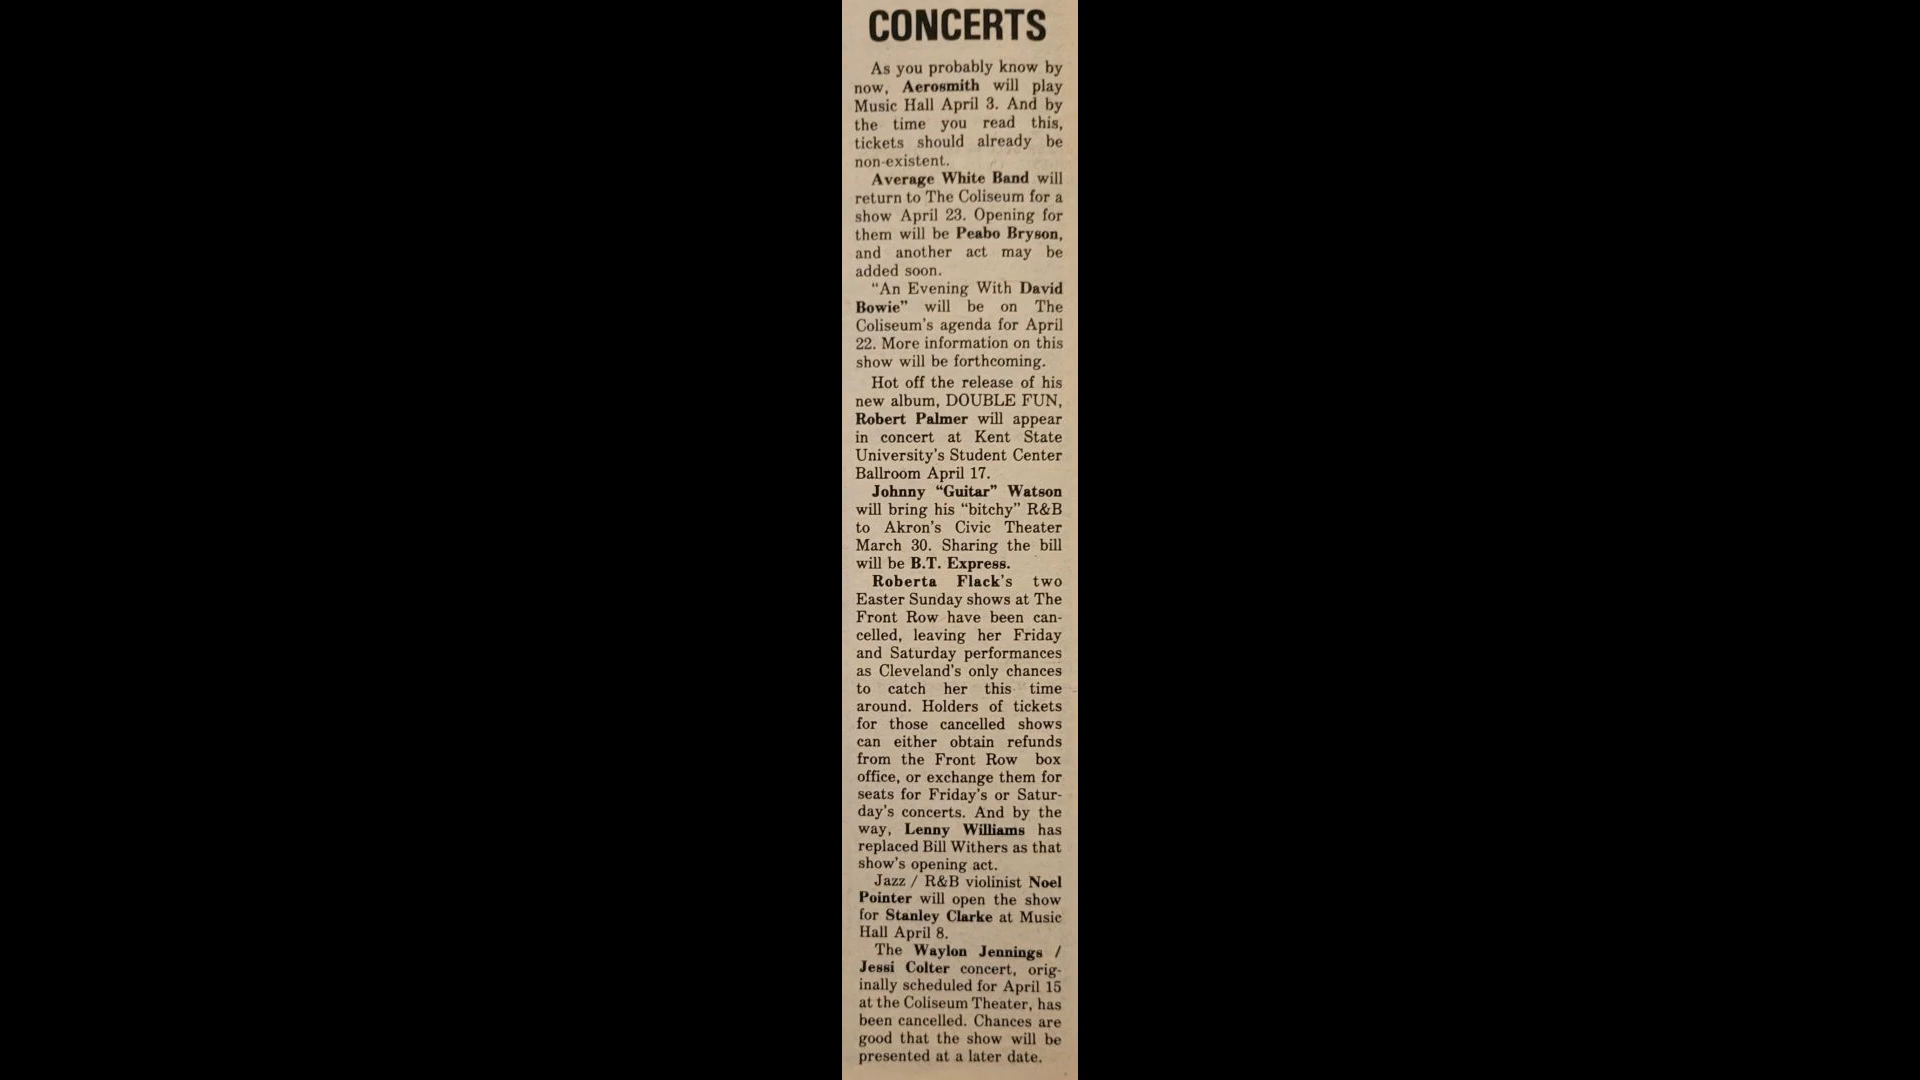 CONCERTS
As you probably know by
now, Aerosmith will play
Music Hall April 3. And by
the time you read this,
tickets should already be
non-existent.
Average White Band will
return to The Coliseum for a
show April 23. Opening for
them will be Peabo Bryson,
and another act may be
added soon.
"An Evening With David
Bowie" will be on The
Coliseum's agenda for April
22. More information on this
show will be forthcoming.
Hot off the release of his
new album, DOUBLE FUN,
Robert Palmer will appear
in concert at Kent State
University's Student Center
Ballroom April 17.
Johnny "Guitar" Watson
will bring his "bitchy" R&B
to Akron's Civic Theater
March 30. Sharing the bill
will be B.T. Express.
Roberta Flack's two
Easter Sunday shows at The
Front Row have been can-
celled, leaving her Friday
and Saturday performances
as Cleveland's only chances
to catch her this time
around. Holders of tickets
for those cancelled shows
can either obtain refunds
from the Front Row box
office, or exchange them for
seats for Friday's or Satur-
day's concerts. And by the
way, Lenny Williams has
replaced Bill Withers as that
show's opening act.
Jazz / R&B violinist Noel
Pointer will open the show
for Stanley Clarke at Music
Hall April 8.
The Waylon Jennings /
Jessi Colter concert, orig-
inally scheduled for April 15
at the Coliseum Theater, has
been cancelled. Chances are
good that the show will be
presented at a later date.